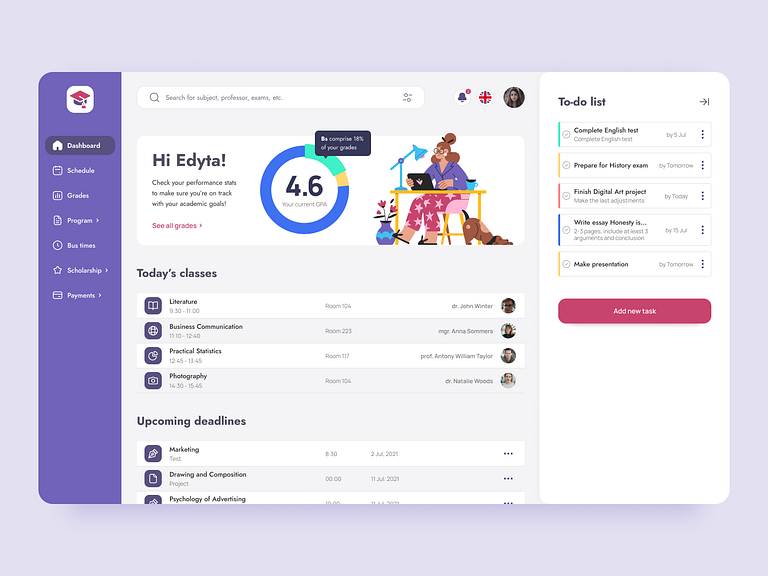 Dashboard
Schedule
Grades
Program
Bus times
Scholarship
Payments
Search for subject, professor, exams, etc.
2
Hi Edyta!
Check your performance stats
to make sure you're on track
with your academic goals!
See all grades
Bs comprise 18%
of your grades
4.6
Your current GPA
Today's classes
Literature
9:30 - 11:00
Room 104
dr. John Winter
Business Communication
11:10 - 12:40
Room 223
mgr. Anna Sommers
Practical Statistics
12:45 - 13:45
Room 117
prof. Antony William Taylor
Photography
14:30 - 15:45
Room 104
dr. Natalie Woods
Upcoming deadlines
Marketing
Test
8:30
2 Jul, 2021
Drawing and Composition
Project
00:00
11 Jul, 2021
Psychology of Advertising
To-do list
Complete English test
Complete English test
by 5 Jul
Prepare for History exam
by Tomorrow
Finish Digital Art project
Make the last adjustments
by Today
Write essay Honesty is...
2-3 pages, include at least 3
arguments and conclusion
by 15 Jul
Make presentation
by Tomorrow
Add new task